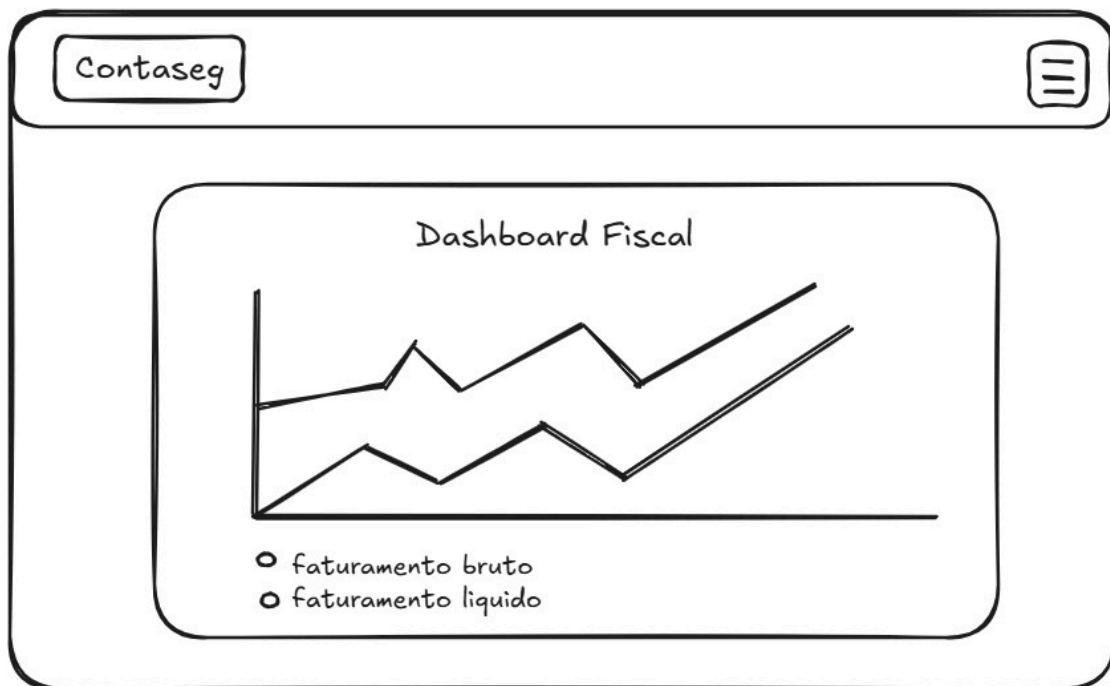 Contaseg
Dashboard Fiscal
faturamento bruto
faturamento liquido